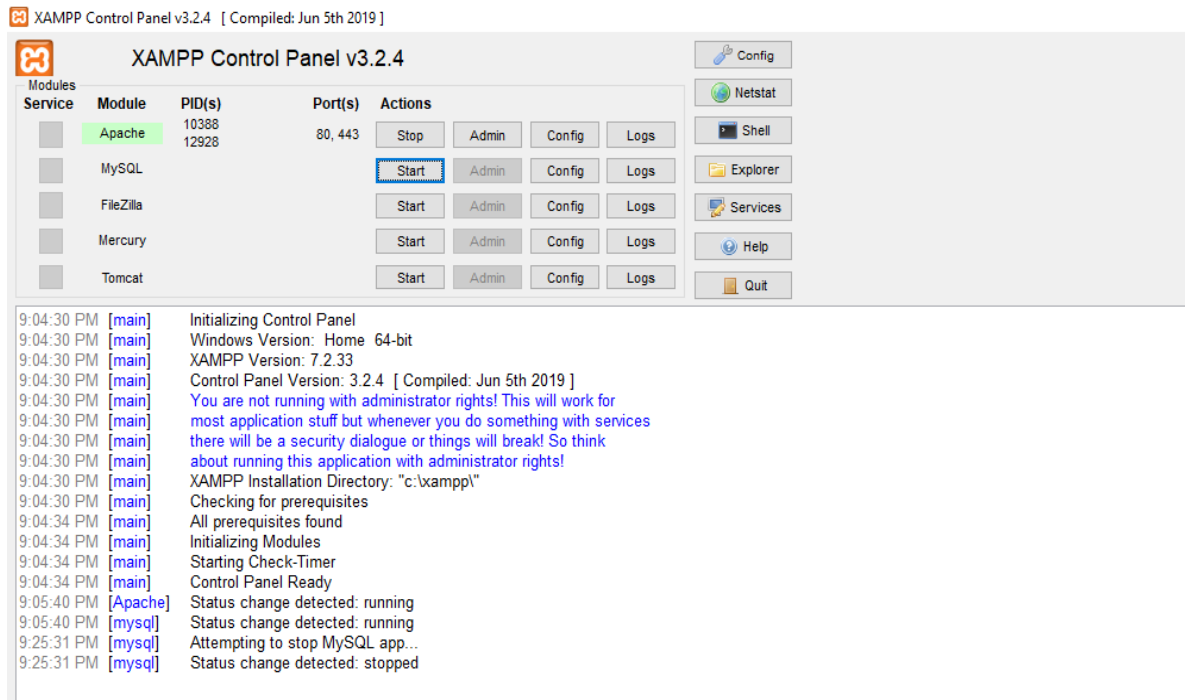 XAMPP Control Panel v3.2.4 [ Compiled: Jun 5th 2019 ]
XAMPP Control Panel v3.2.4
Config
Modules
Service Module PID(s) Port(s) Actions
Netstat
Apache 10388 12928 80, 443 Stop Admin Config Logs
Shell
MySQL Start Admin Config Logs
Explorer
FileZilla Start Admin Config Logs
Services
Mercury Start Admin Config Logs
Help
Tomcat Start Admin Config Logs
Quit
9:04:30 PM [main] Initializing Control Panel
9:04:30 PM [main] Windows Version: Home 64-bit
9:04:30 PM [main] XAMPP Version: 7.2.33
9:04:30 PM [main] Control Panel Version: 3.2.4 [ Compiled: Jun 5th 2019 ]
9:04:30 PM [main] You are not running with administrator rights! This will work for
9:04:30 PM [main] most application stuff but whenever you do something with services
9:04:30 PM [main] there will be a security dialogue or things will break! So think
9:04:30 PM [main] about running this application with administrator rights!
9:04:30 PM [main] XAMPP Installation Directory: "c:\xampp\"
9:04:30 PM [main] Checking for prerequisites
9:04:34 PM [main] All prerequisites found
9:04:34 PM [main] Initializing Modules
9:04:34 PM [main] Starting Check-Timer
9:04:34 PM [main] Control Panel Ready
9:05:40 PM [Apache] Status change detected: running
9:05:40 PM [mysql] Status change detected: running
9:25:31 PM [mysql] Attempting to stop MySQL app...
9:25:31 PM [mysql] Status change detected: stopped